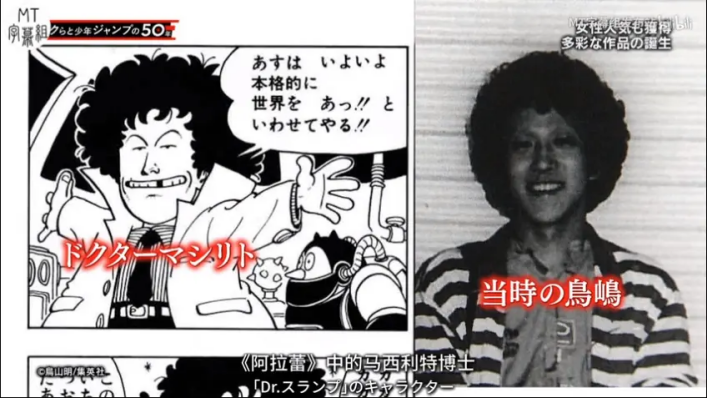 MT
字幕组
クらと少年ジャンプの50
女性人気も獲得
多彩な作品の誕生
あすは いよいよ
本格的に
世界を あっ!! と
いわせてやる!!
ドクターマシリト
当時の鳥嶋
©鳥山明/集英社
《阿拉蕾》中的马西利特博士
「Dr.スランプ」のキャラクター